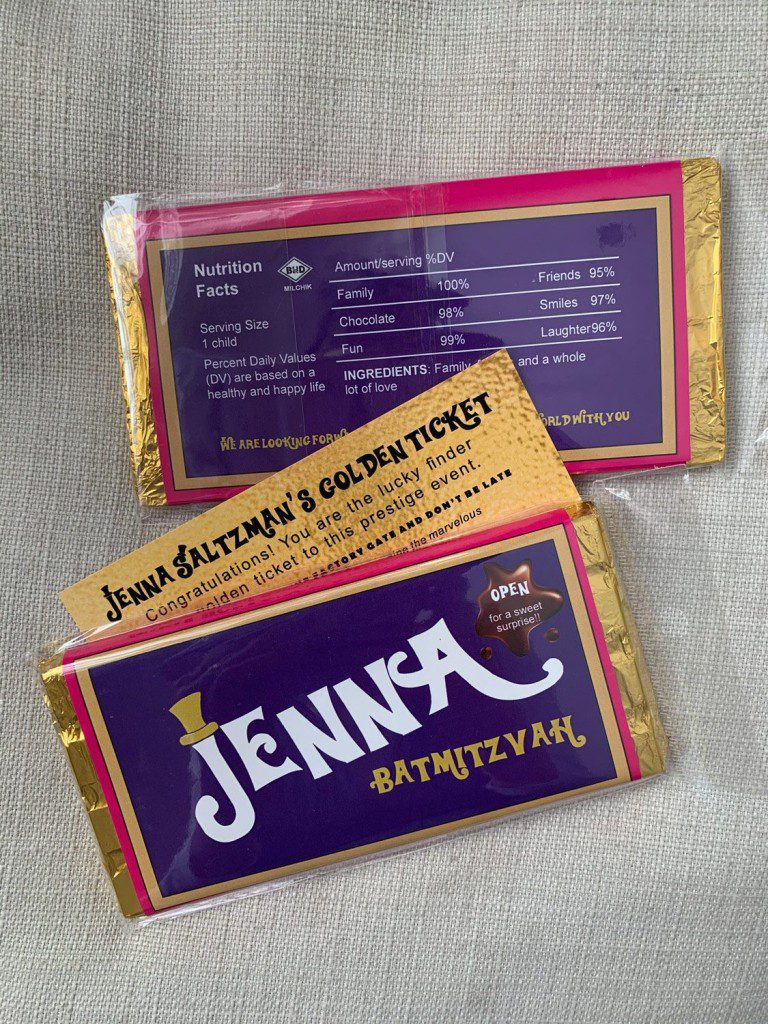 Nutrition
Facts
BHD
MILCHIK
Serving Size
1 child
Percent Daily Values
(DV) are based on a
healthy and happy life
Amount/serving %DV
Family 100% Friends 95%
Chocolate 98% Smiles 97%
Fun 99% Laughter96%
INGREDIENTS: Family, and a whole
lot of love
WE ARE LOOKING WITH YOU
JENNA SALTZMAN'S GOLDEN TICKET
Congratulations! You are the lucky finder
golden ticket to this prestige event.
FACTORY GATE AND DON'T BE LATE
the marvelous
OPEN
for a sweet
surprise!!
JENNA
BATMITZVAH